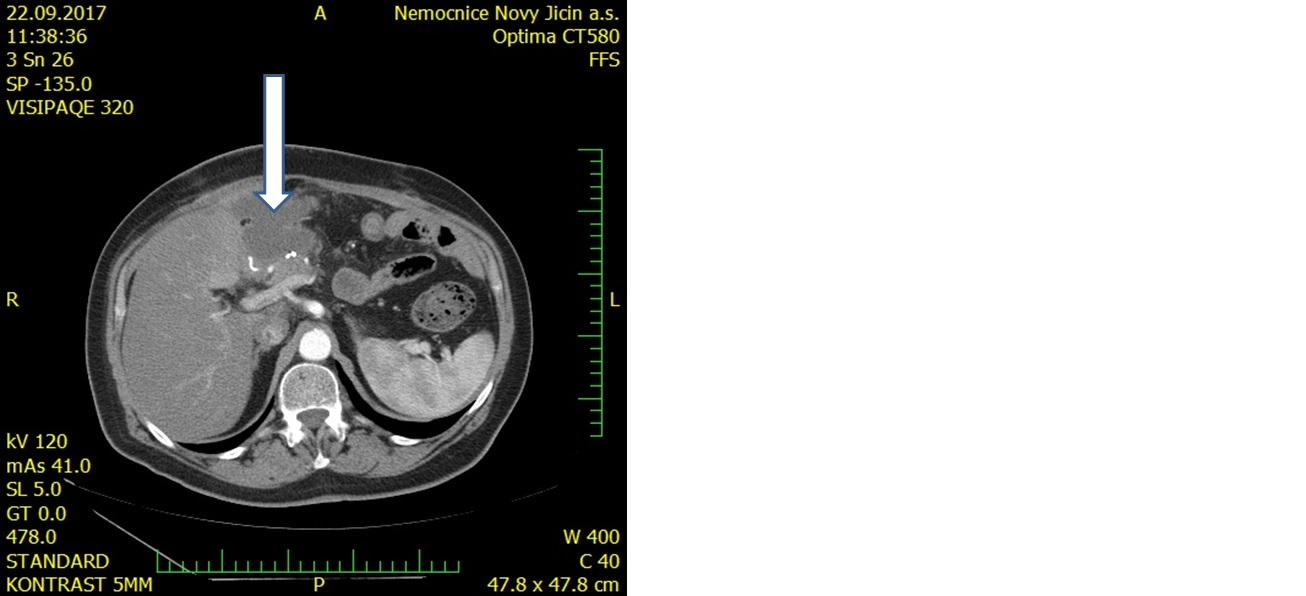 22.09.2017
11:38:36
3 Sn 26
SP -135.0
VISIPAQE 320
A
Nemocnice Novy Jicin a.s.
Optima CT580
FFS
R
L
kV 120
mAs 41.0
SL 5.0
GT 0.0
478.0
STANDARD
KONTRAST 5MM
P
W 400
C 40
47.8 x 47.8 cm